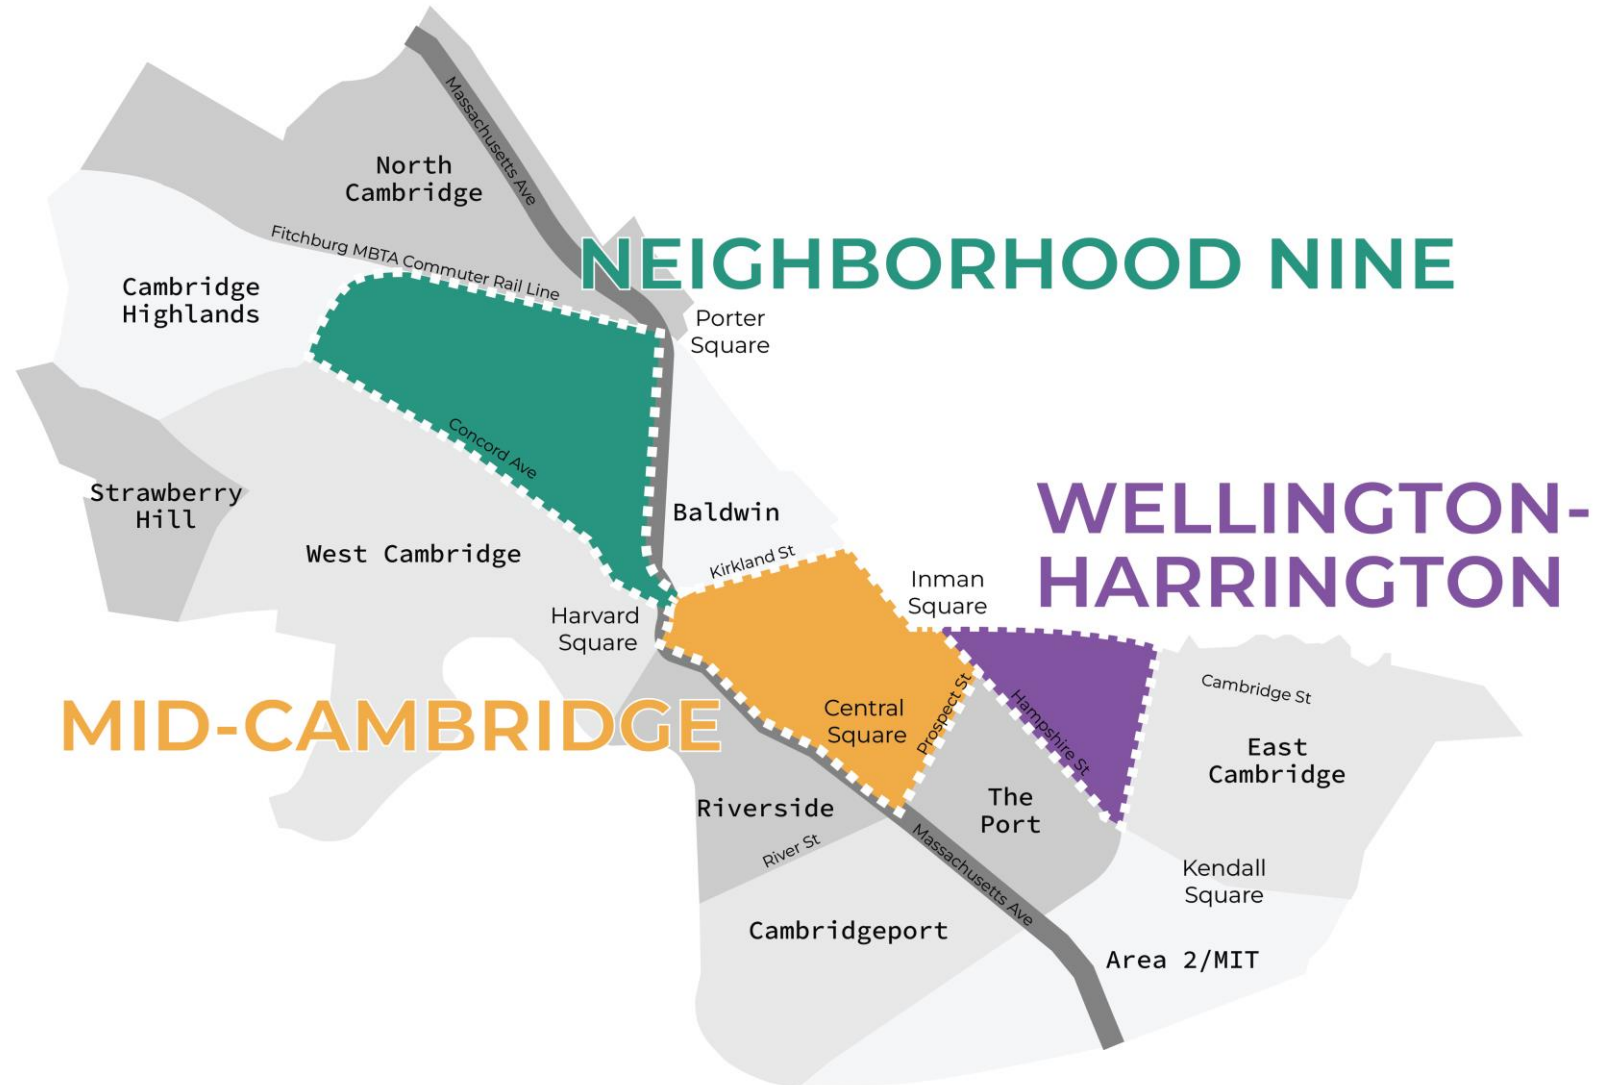 Massachusetts Ave
North
Cambridge
Fitchburg MBTA Commuter Rail Line
NEIGHBORHOOD NINE
Cambridge
Highlands
Porter
Square
Concord Ave
Strawberry
Hill
West Cambridge
Baldwin
Kirkland St
WELLINGTON-
HARRINGTON
Inman
Square
Harvard
Square
MID-CAMBRIDGE
Central
Square
Prospect St
Hampshire St
Cambridge St
East
Cambridge
Riverside
The
Port
River St
Massachusetts Ave
Kendall
Square
Cambridgeport
Area 2/MIT